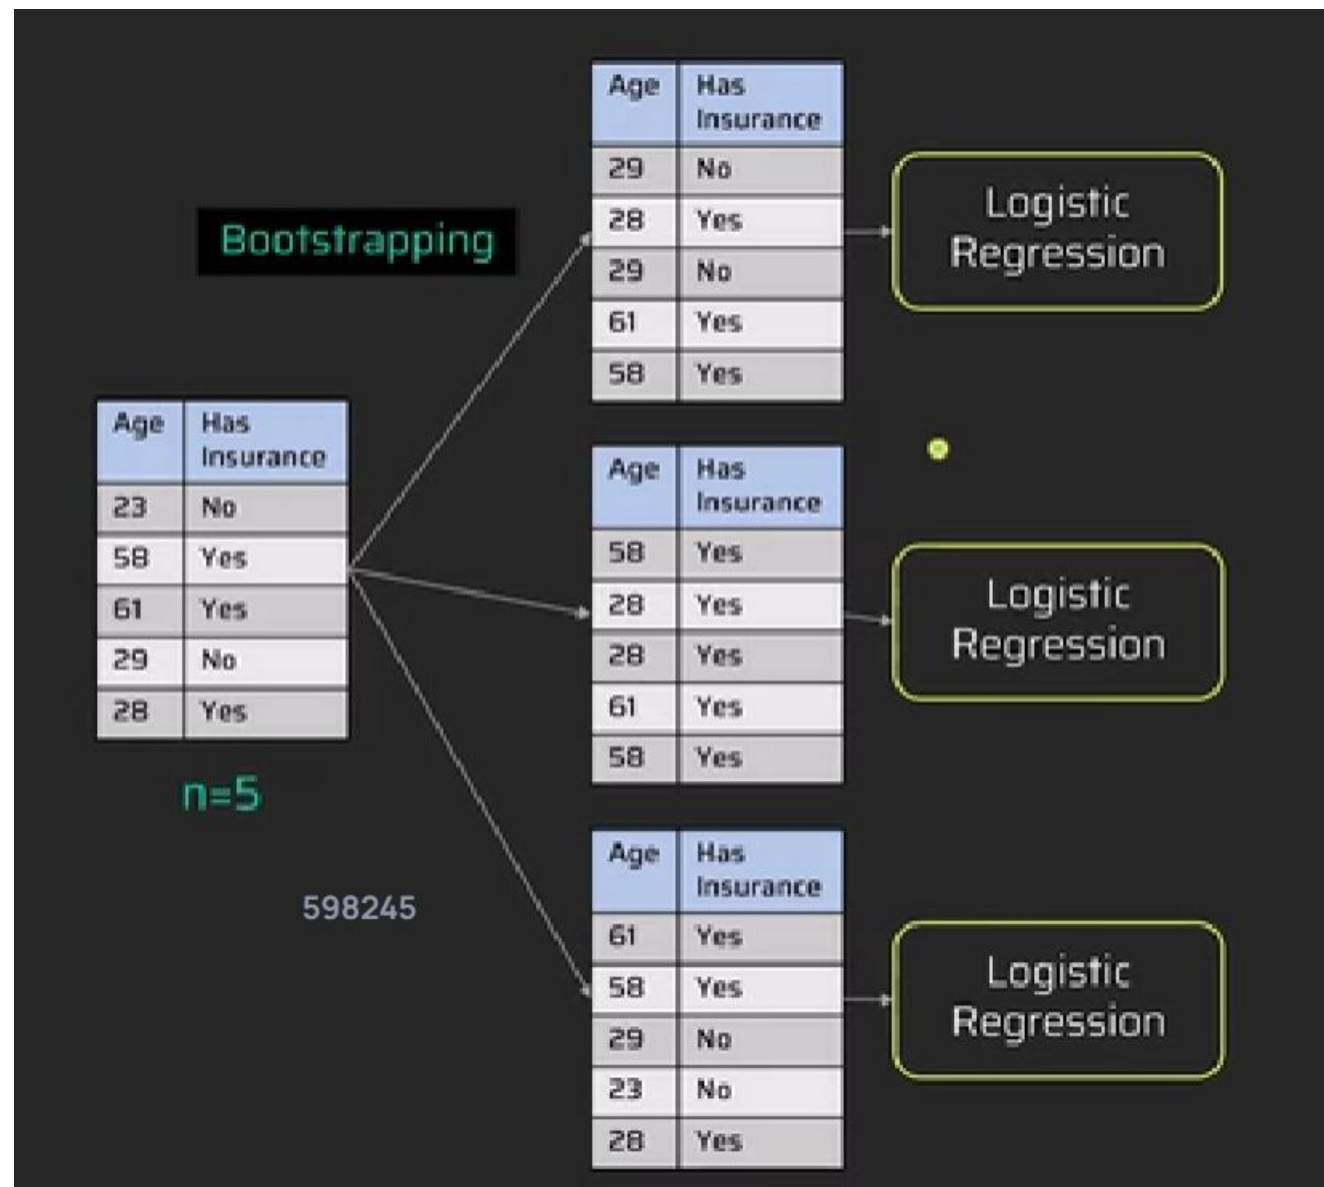 Bootstrapping
Age Has
Insurance
23 No
58 Yes
61 Yes
29 No
28 Yes
n=5
598245
Age Has
Insurance
29 No
28 Yes
29 No
61 Yes
58 Yes
Logistic
Regression
Age Has
Insurance
58 Yes
28 Yes
28 Yes
61 Yes
58 Yes
Logistic
Regression
Age Has
Insurance
61 Yes
58 Yes
29 No
23 No
28 Yes
Logistic
Regression